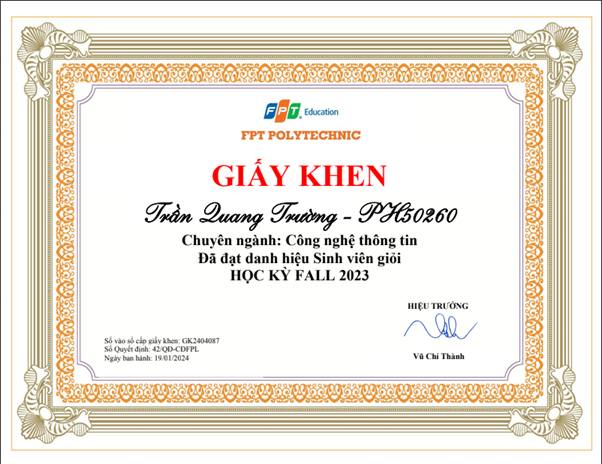 FPT Education
FPT POLYTECHNIC
GIẤY KHEN
Trần Quang Trường - PH50260
Chuyên ngành: Công nghệ thông tin
Đã đạt danh hiệu Sinh viên giỏi
HỌC KỲ FALL 2023
HIỆU TRƯỞNG
Số vào sổ cấp giấy khen: GK2404087
Số Quyết định: 42/QĐ-CĐFPL
Ngày ban hành: 19/01/2024
Vũ Chí Thành